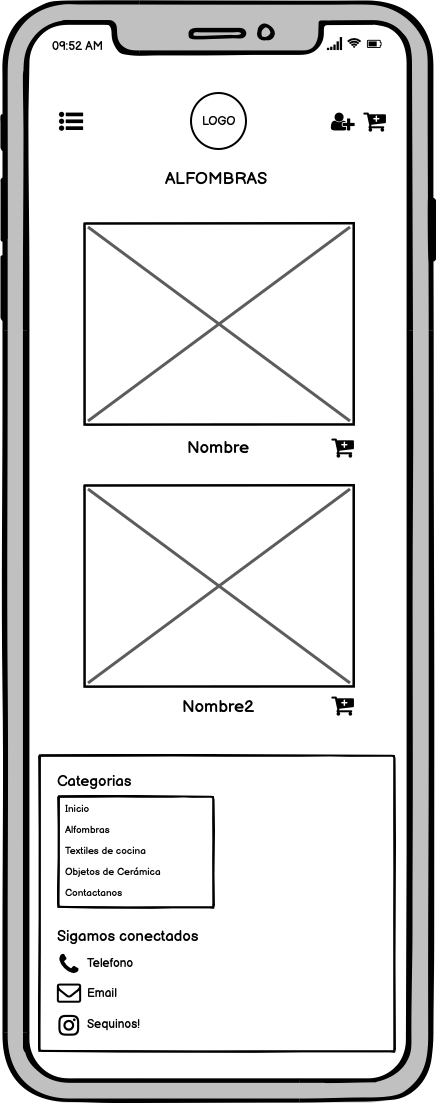 09:52 AM
LOGO
ALFOMBRAS
Nombre
Nombre2
Categorias
Inicio
Alfombras
Textiles de cocina
Objetos de Cerámica
Contactanos
Sigamos conectados
Telefono
Email
Sequinos!